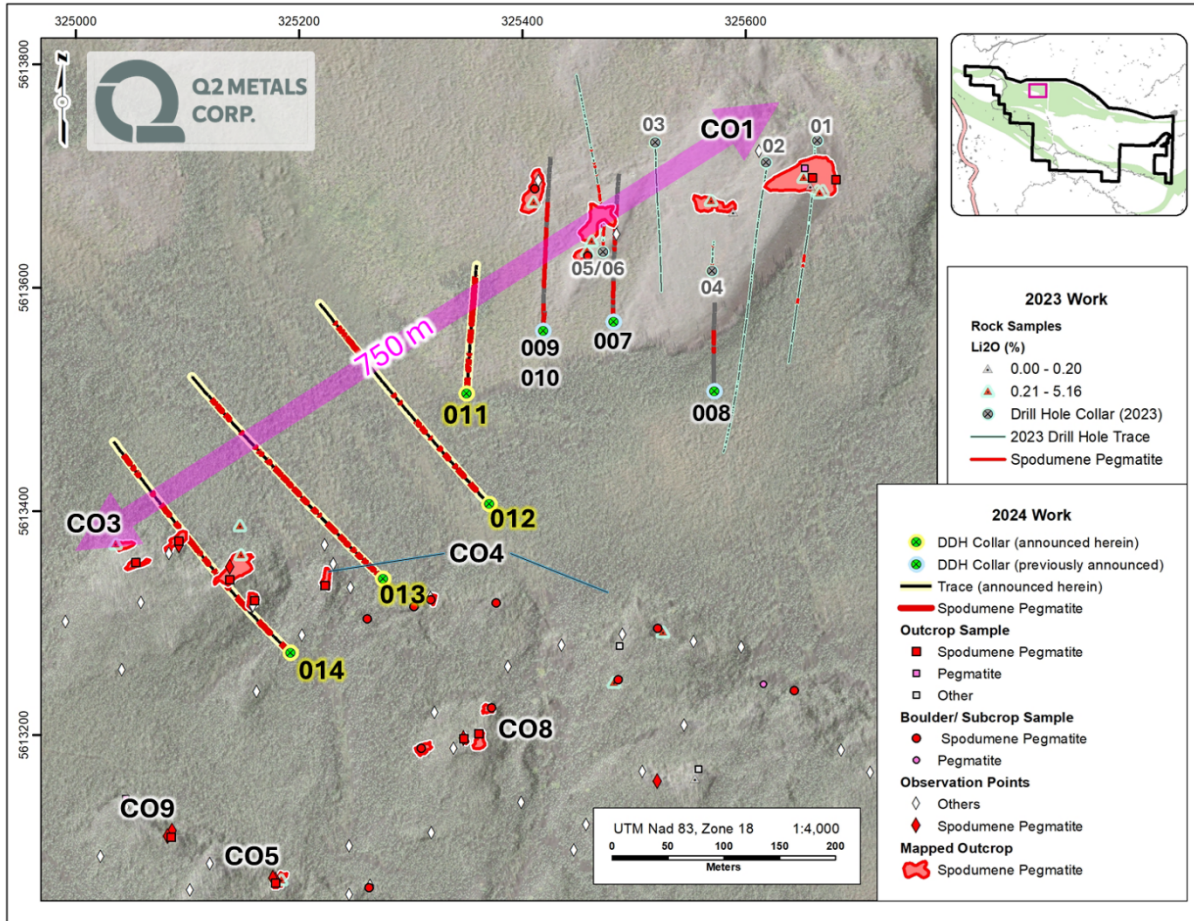 325000 325200 325400 325600
5613800
5613600
5613400
5613200
Q2 METALS
CORP.
CO1
03
02
01
05/06
04
009
010
007
008
750 m
011
012
CO3
CO4
013
014
CO8
CO9
CO5
UTM Nad 83, Zone 18 1:4,000
0 50 100 150 200
Meters
2023 Work
Rock Samples
Li2O (%)
0.00 - 0.20
0.21 - 5.16
Drill Hole Collar (2023)
2023 Drill Hole Trace
Spodumene Pegmatite
2024 Work
DDH Collar (announced herein)
DDH Collar (previously announced)
Trace (announced herein)
Spodumene Pegmatite
Outcrop Sample
Spodumene Pegmatite
Pegmatite
Other
Boulder/ Subcrop Sample
Spodumene Pegmatite
Pegmatite
Observation Points
Others
Spodumene Pegmatite
Mapped Outcrop
Spodumene Pegmatite